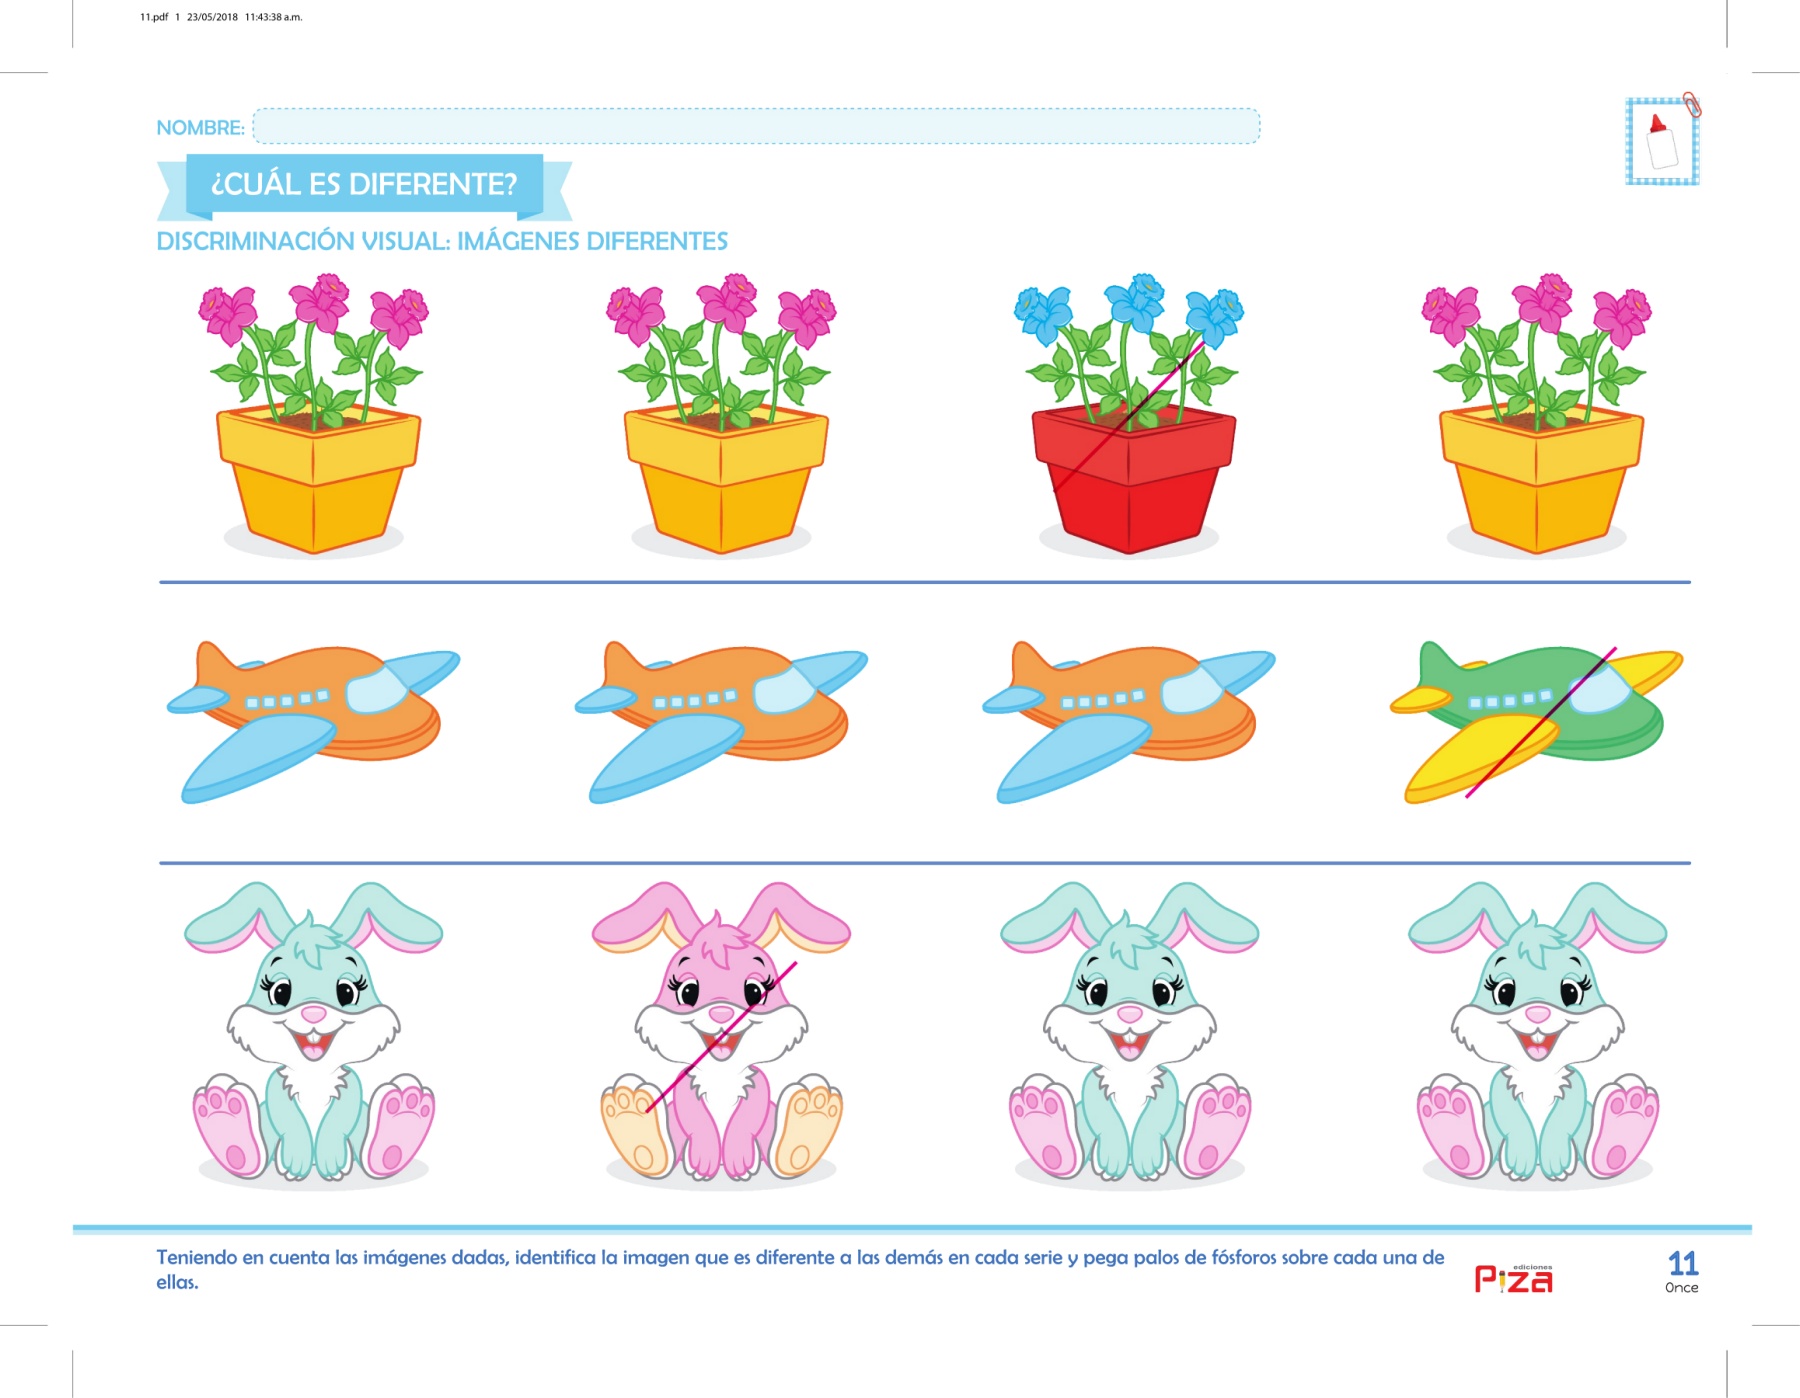 11.pdf 1 23/05/2018 11:43:38 a.m.
NOMBRE:
¿CUÁL ES DIFERENTE?
DISCRIMINACIÓN VISUAL: IMÁGENES DIFERENTES
Teniendo en cuenta las imágenes dadas, identifica la imagen que es diferente a las demás en cada serie y pega palos de fósforos sobre cada una de
ellas.
ediciones
Piza
11
Once